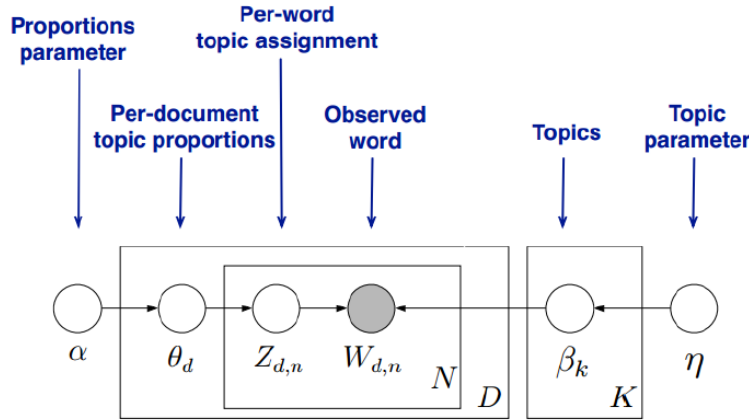 Proportions
parameter
Per-word
topic assignment
Per-document
topic proportions
Observed
word
Topics
Topic
parameter
α
θd
Zd,n
Wd,n
N
D
βk
K
η